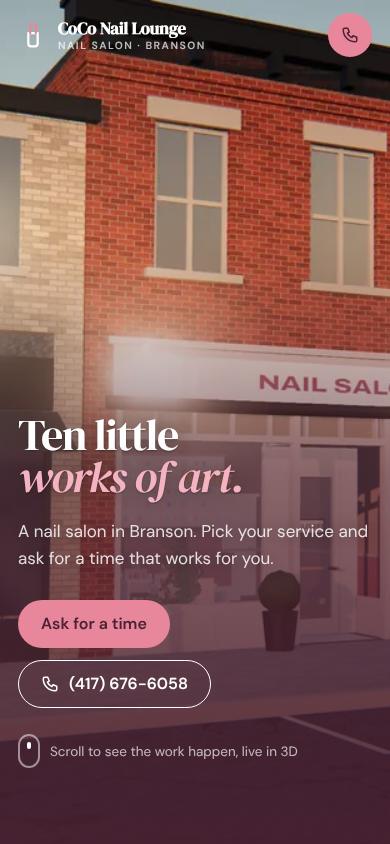 CoCo Nail Lounge
NAIL SALON · BRANSON
NAIL SAL
Ten little
works of art.
A nail salon in Branson. Pick your service and
ask for a time that works for you.
Ask for a time
(417) 676-6058
Scroll to see the work happen, live in 3D